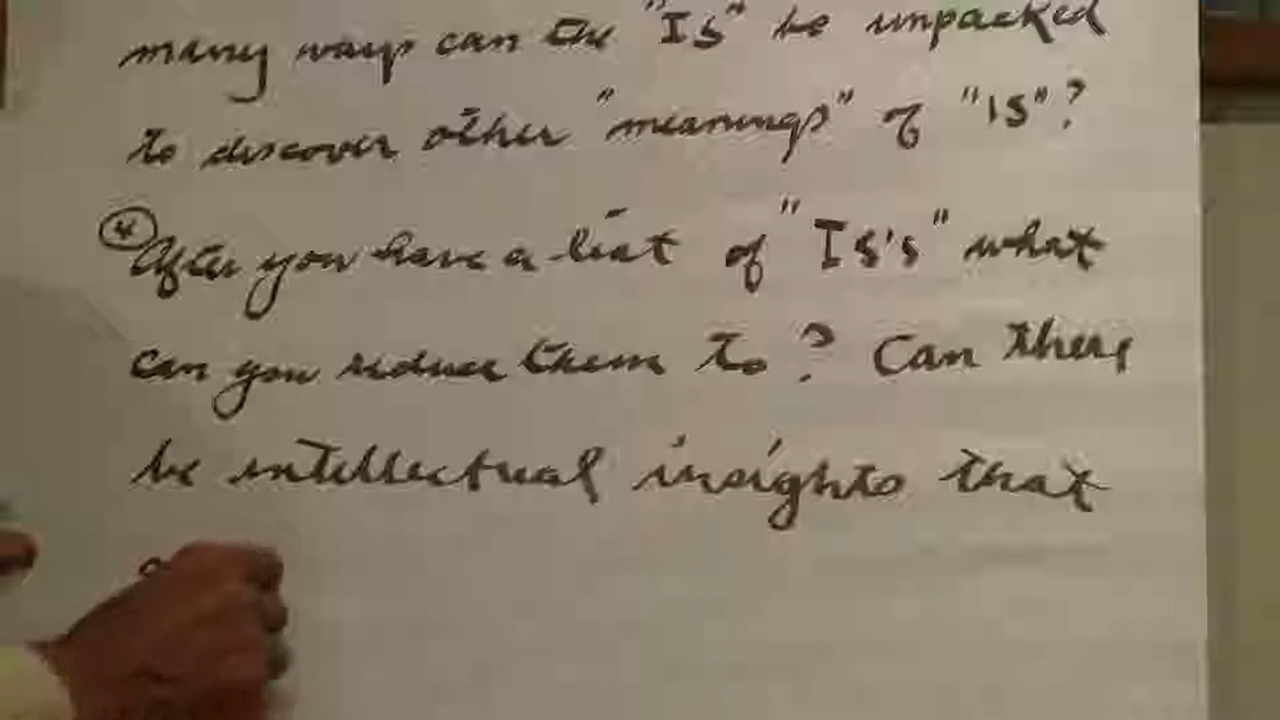 many ways can the "Is" be unpacked
to discover other "meanings" of "IS"?
④ After you have a list of "IS's" what
can you reduce them to? Can there
be intellectual insights that